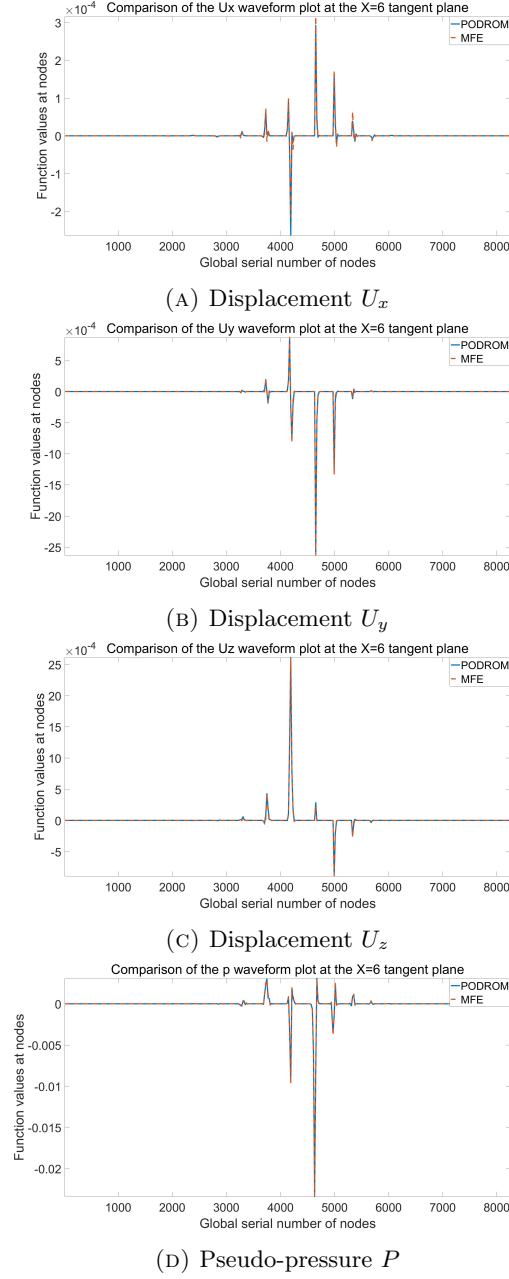 Comparison of the Ux waveform plot at the X=6 tangent plane
×10-4
PODROM
MFE
3
2
1
0
-1
-2
Function values at nodes
1000 2000 3000 4000 5000 6000 7000 8000
Global serial number of nodes
(A) Displacement Ux
Comparison of the Uy waveform plot at the X=6 tangent plane
×10-4
PODROM
MFE
5
0
-5
-10
-15
-20
-25
Function values at nodes
1000 2000 3000 4000 5000 6000 7000 8000
Global serial number of nodes
(B) Displacement Uy
Comparison of the Uz waveform plot at the X=6 tangent plane
×10-4
PODROM
MFE
25
20
15
10
5
0
-5
Function values at nodes
1000 2000 3000 4000 5000 6000 7000 8000
Global serial number of nodes
(C) Displacement Uz
Comparison of the p waveform plot at the X=6 tangent plane
PODROM
MFE
0
-0.005
-0.01
-0.015
-0.02
Function values at nodes
1000 2000 3000 4000 5000 6000 7000 8000
Global serial number of nodes
(D) Pseudo-pressure P